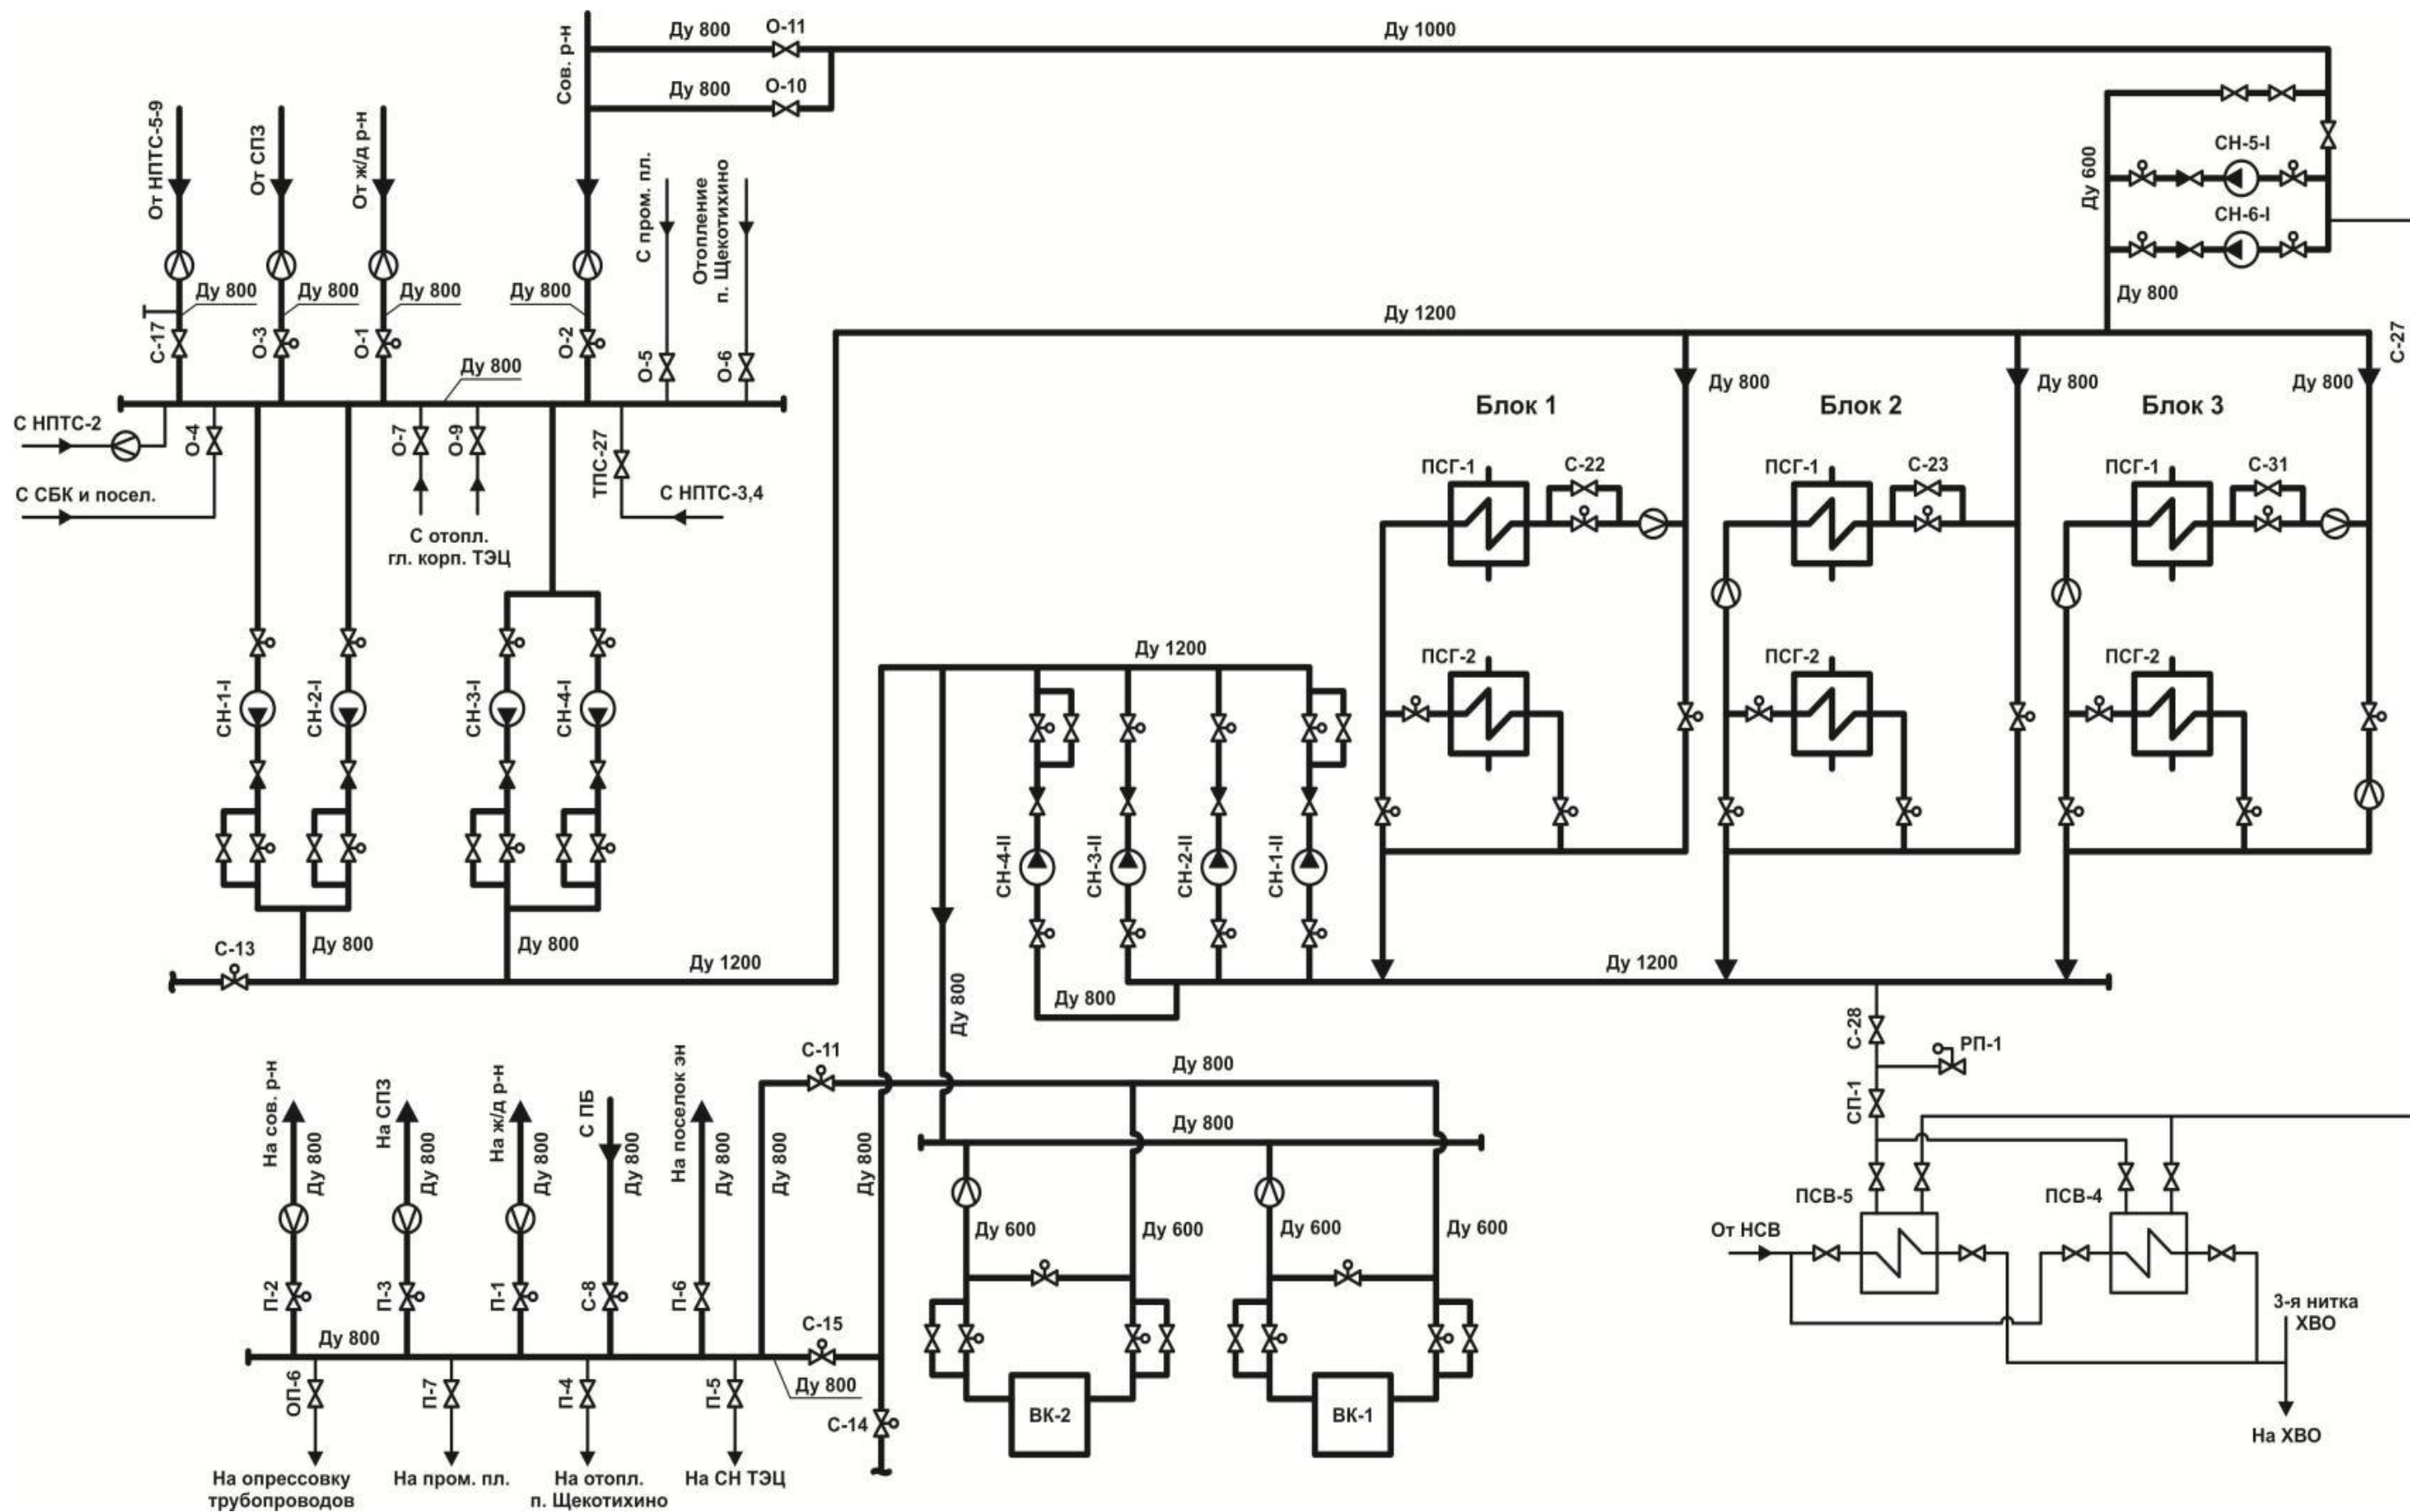 Сов. р-н
Ду 800
О-11
Ду 1000
Ду 800
О-10
От НПТС-5-9
От СПЗ
От ж/д р-н
С пром. пл.
Отопление
п. Щекотихино
Ду 600
СН-5-I
СН-6-I
Ду 800
Ду 800
Ду 800
Ду 800
Ду 800
Ду 1200
С-17
О-3
О-1
О-2
О-5
О-6
С-27
Ду 800
Ду 800
Ду 800
Ду 800
Блок 1
Блок 2
Блок 3
С НПТС-2
О-4
О-7
О-9
ТПС-27
С СБК и посел.
С НПТС-3,4
С отопл.
гл. корп. ТЭЦ
ПСГ-1
С-22
ПСГ-1
С-23
ПСГ-1
С-31
Ду 1200
ПСГ-2
ПСГ-2
ПСГ-2
СН-1-I
СН-2-I
СН-3-I
СН-4-I
СН-4-II
СН-3-II
СН-2-II
СН-1-II
С-13
Ду 800
Ду 800
Ду 1200
Ду 800
Ду 800
Ду 1200
С-28
РП-1
СП-1
С-11
Ду 800
Ду 800
На сов. р-н
Ду 800
На СПЗ
Ду 800
На ж/д р-н
Ду 800
С ПБ
Ду 800
На поселок эн
Ду 800
Ду 800
Ду 800
Ду 600
Ду 600
Ду 600
Ду 600
ПСВ-5
ПСВ-4
От НСВ
П-2
П-3
П-1
С-8
П-6
3-я нитка
ХВО
Ду 800
С-15
Ду 800
ОП-6
П-7
П-4
П-5
С-14
ВК-2
ВК-1
На ХВО
На опрессовку
трубопроводов
На пром. пл.
На отопл.
п. Щекотихино
На СН ТЭЦ